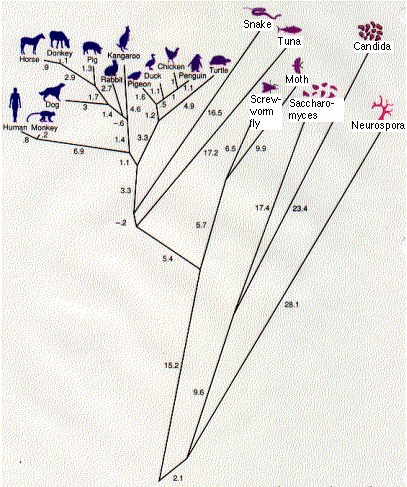 Snake
Tuna
Candida
Kangaroo
Horse
Donkey
Pig
Rabbit
Pigeon
Duck
Chicken
Penguin
Turtle
Moth
Screw-
worm
fly
Saccharo-
myces
Neurospora
Dog
Human
Monkey
.9
1.1
2.9
1.3
2.7
3
1.7
1.4
-.6
1.4
1.6
1.1
4.6
1.2
.1
1.1
4.9
3.3
.8
.2
6.9
1.1
3.3
-.2
16.5
17.2
6.5
9.9
5.7
5.4
17.4
23.4
28.1
15.2
9.6
2.1